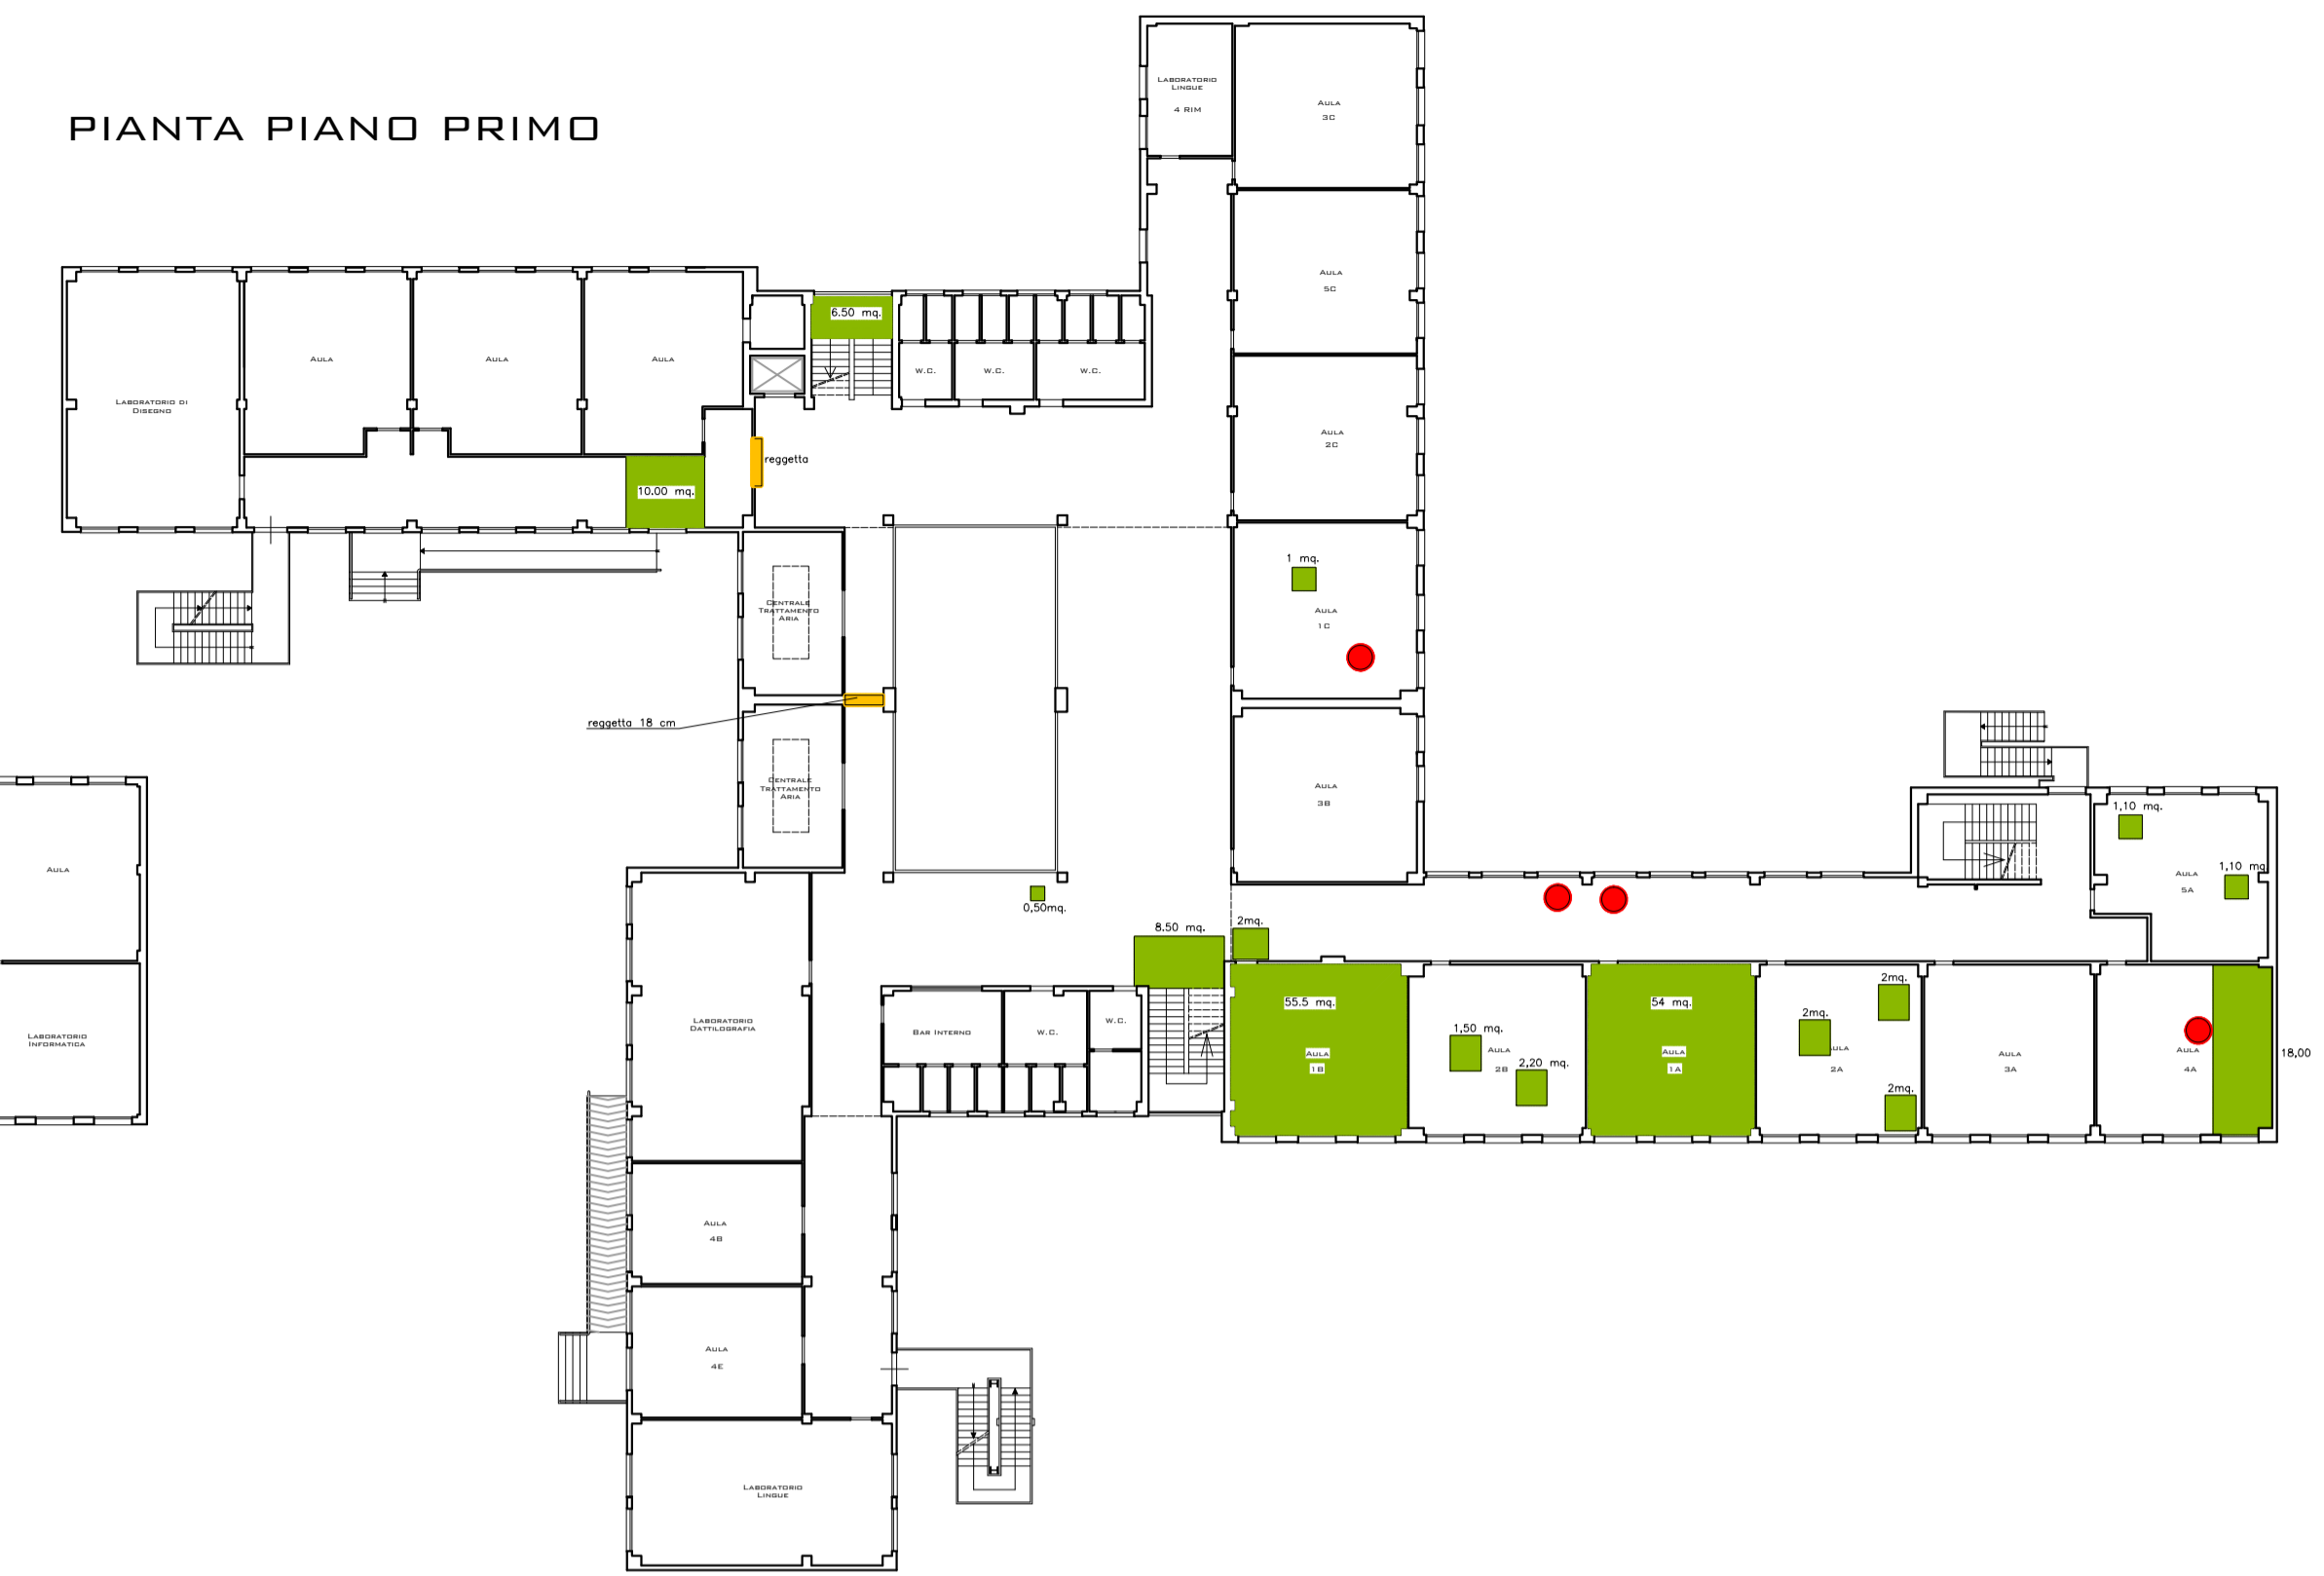 PIANTA PIANO PRIMO
Laboratorio
Lingue
4 RIM
Aula
3C
Aula
5C
6.50 mq.
Aula
Aula
Aula
W.C.
W.C.
W.C.
Laboratorio di
Disegno
Aula
2C
reggetta
10.00 mq.
1 mq.
Centrale
Trattamento
Aria
Aula
1C
reggetta 18 cm
Centrale
Trattamento
Aria
Aula
3B
1,10 mq.
1,10 mq
Aula
5A
Aula
0,50mq.
8.50 mq.
2mq.
55.5 mq.
54 mq.
2mq.
2mq.
Laboratorio
Dattilografia
Bar Interno
W.C.
W.C.
1,50 mq.
2,20 mq.
Laboratorio
Informatica
Aula
1B
Aula
2B
Aula
1A
ula
2A
2mq.
Aula
3A
Aula
4A
18,00
Aula
4B
Aula
4E
Laboratorio
Lingue